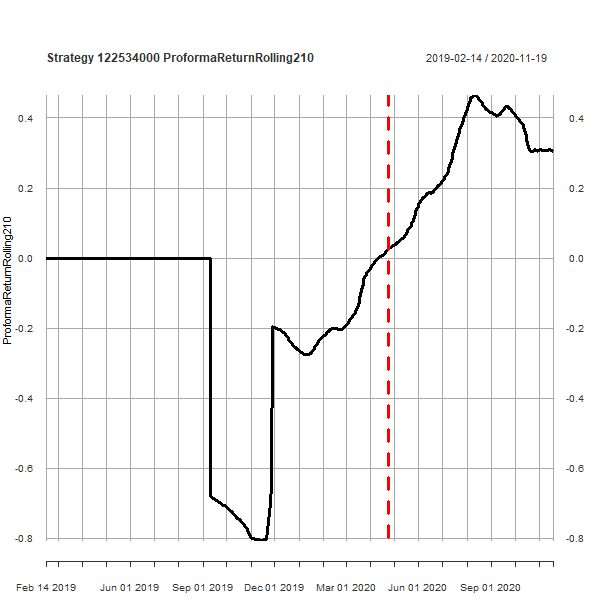 Strategy 122534000 ProformaReturnRolling210
2019-02-14 / 2020-11-19
ProformaReturnRolling210
0.4 0.4
0.2 0.2
0.0 0.0
-0.2 -0.2
-0.4 -0.4
-0.6 -0.6
-0.8 -0.8
Feb 14 2019 Jun 01 2019 Sep 01 2019 Dec 01 2019 Mar 01 2020 Jun 01 2020 Sep 01 2020